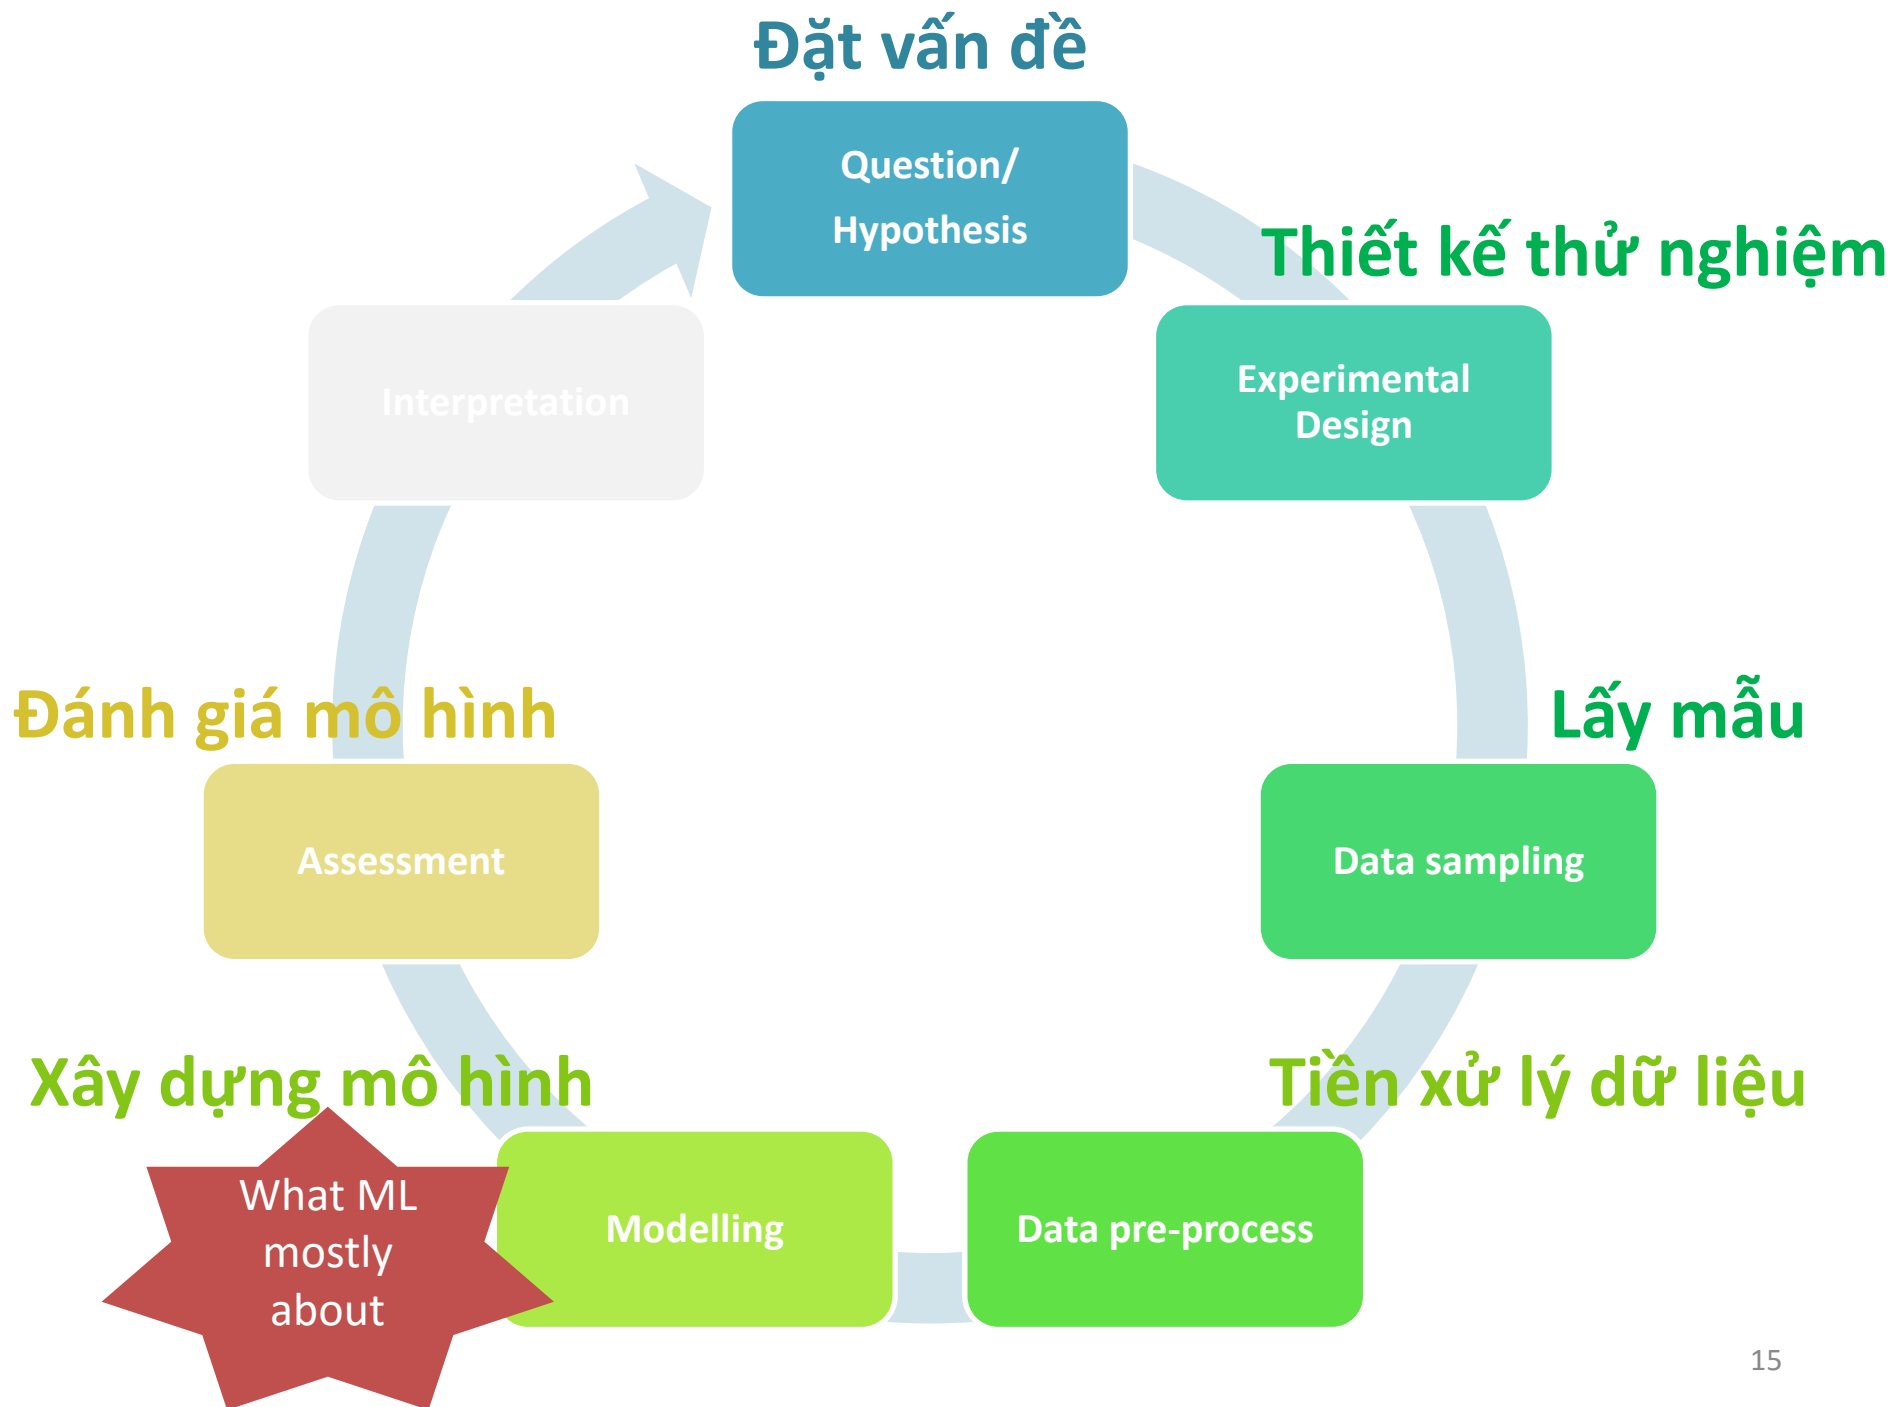 Đặt vấn đề
Question/
Hypothesis
Thiết kế thử nghiệm
Experimental
Design
Interpretation
Lấy mẫu
Data sampling
Đánh giá mô hình
Assessment
Tiền xử lý dữ liệu
Data pre-process
Xây dựng mô hình
Modelling
What ML
mostly
about
15